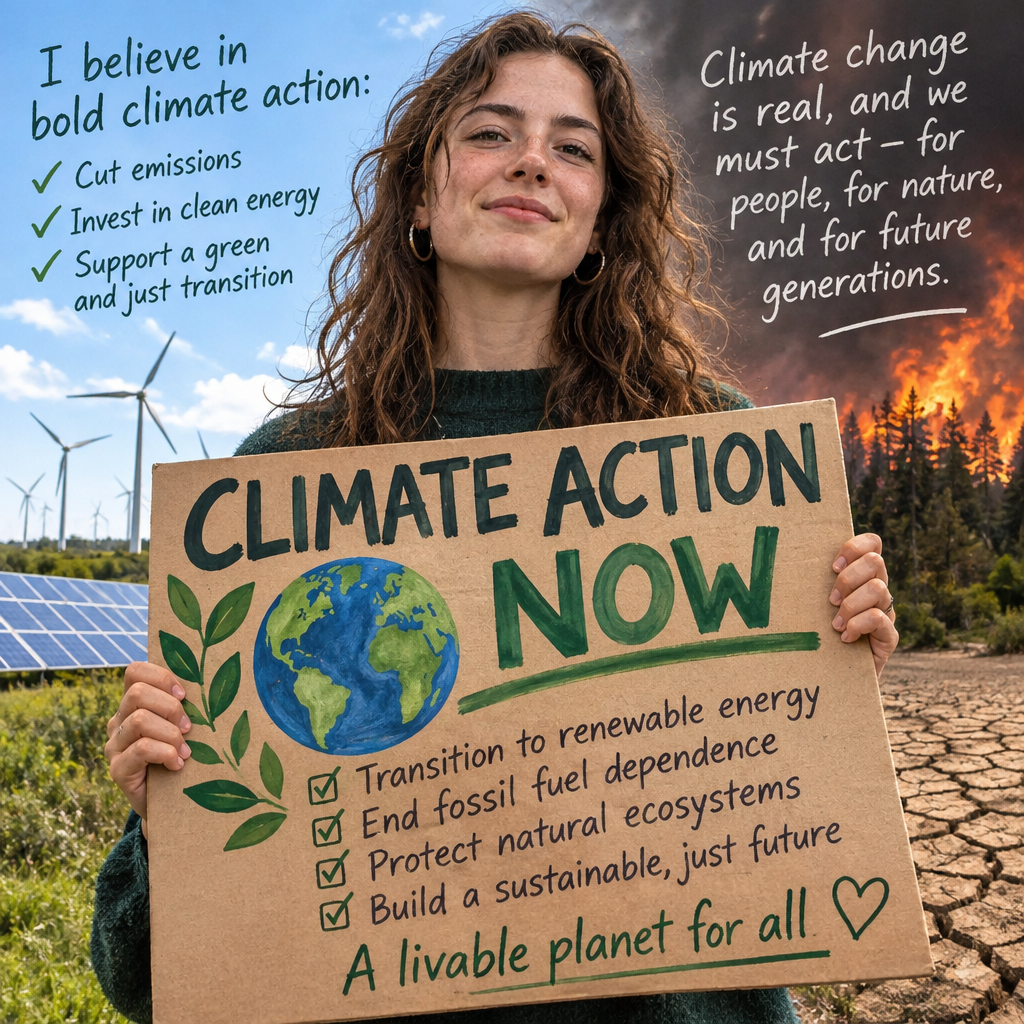 I believe in
bold climate action:
✓ Cut emissions
✓ Invest in clean energy
✓ Support a green
and just transition
Climate change
is real, and we
must act – for
people, for nature,
and for future
generations.
CLIMATE ACTION
NOW
☑ Transition to renewable energy
☑ End fossil fuel dependence
☑ Protect natural ecosystems
☑ Build a sustainable, just future
A livable planet for all ♡